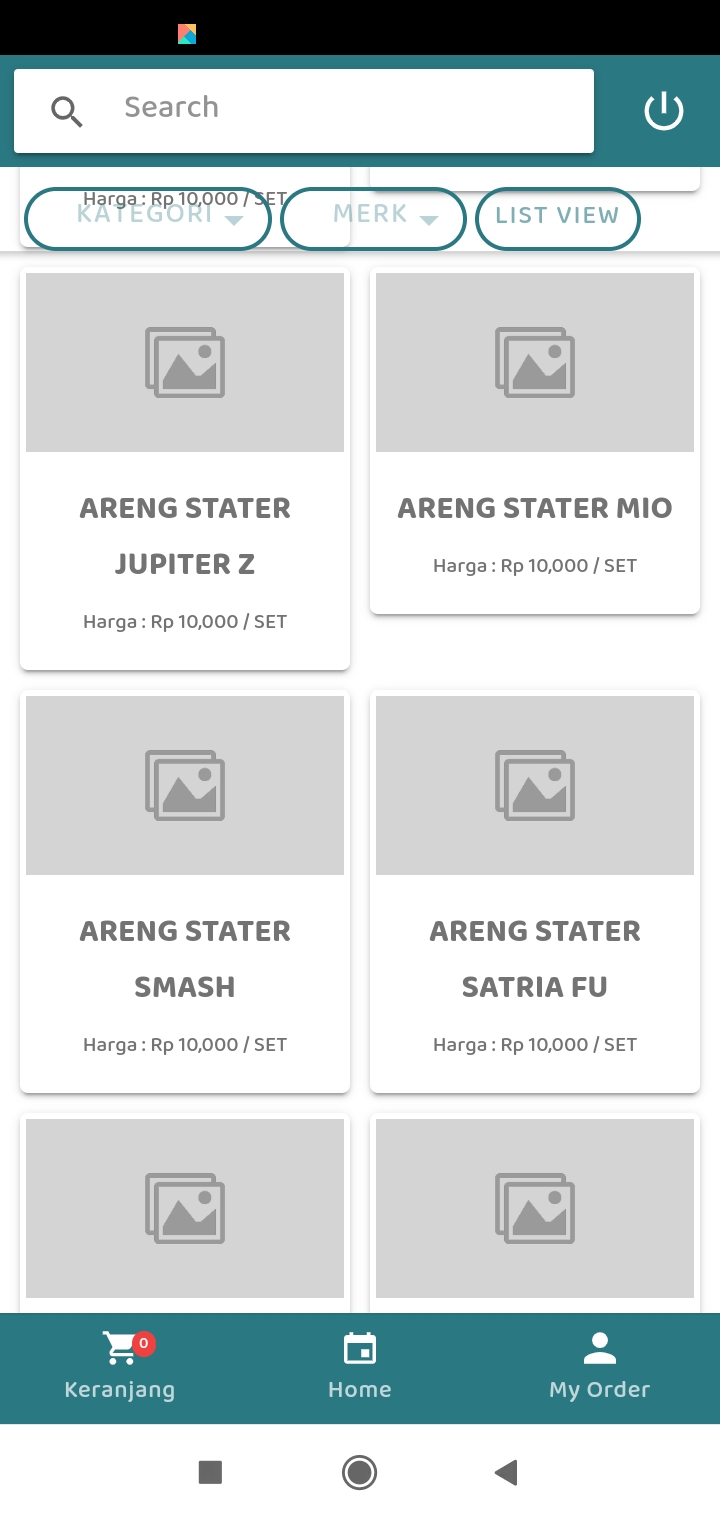 Search
Harga : Rp 10,000 / SET
KATEGORI
MERK
LIST VIEW
ARENG STATER
JUPITER Z
Harga : Rp 10,000 / SET
ARENG STATER MIO
Harga : Rp 10,000 / SET
ARENG STATER
SMASH
Harga : Rp 10,000 / SET
ARENG STATER
SATRIA FU
Harga : Rp 10,000 / SET
0
Keranjang
Home
My Order